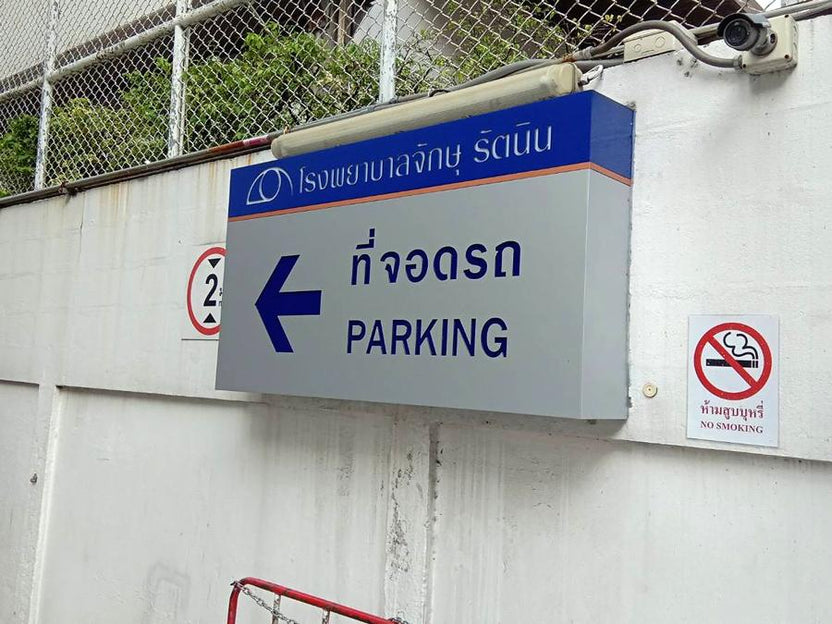 โรงพยาบาลจักษุ รัตนิน
ที่จอดรถ
PARKING
2
ห้ามสูบบุหรี่
NO SMOKING